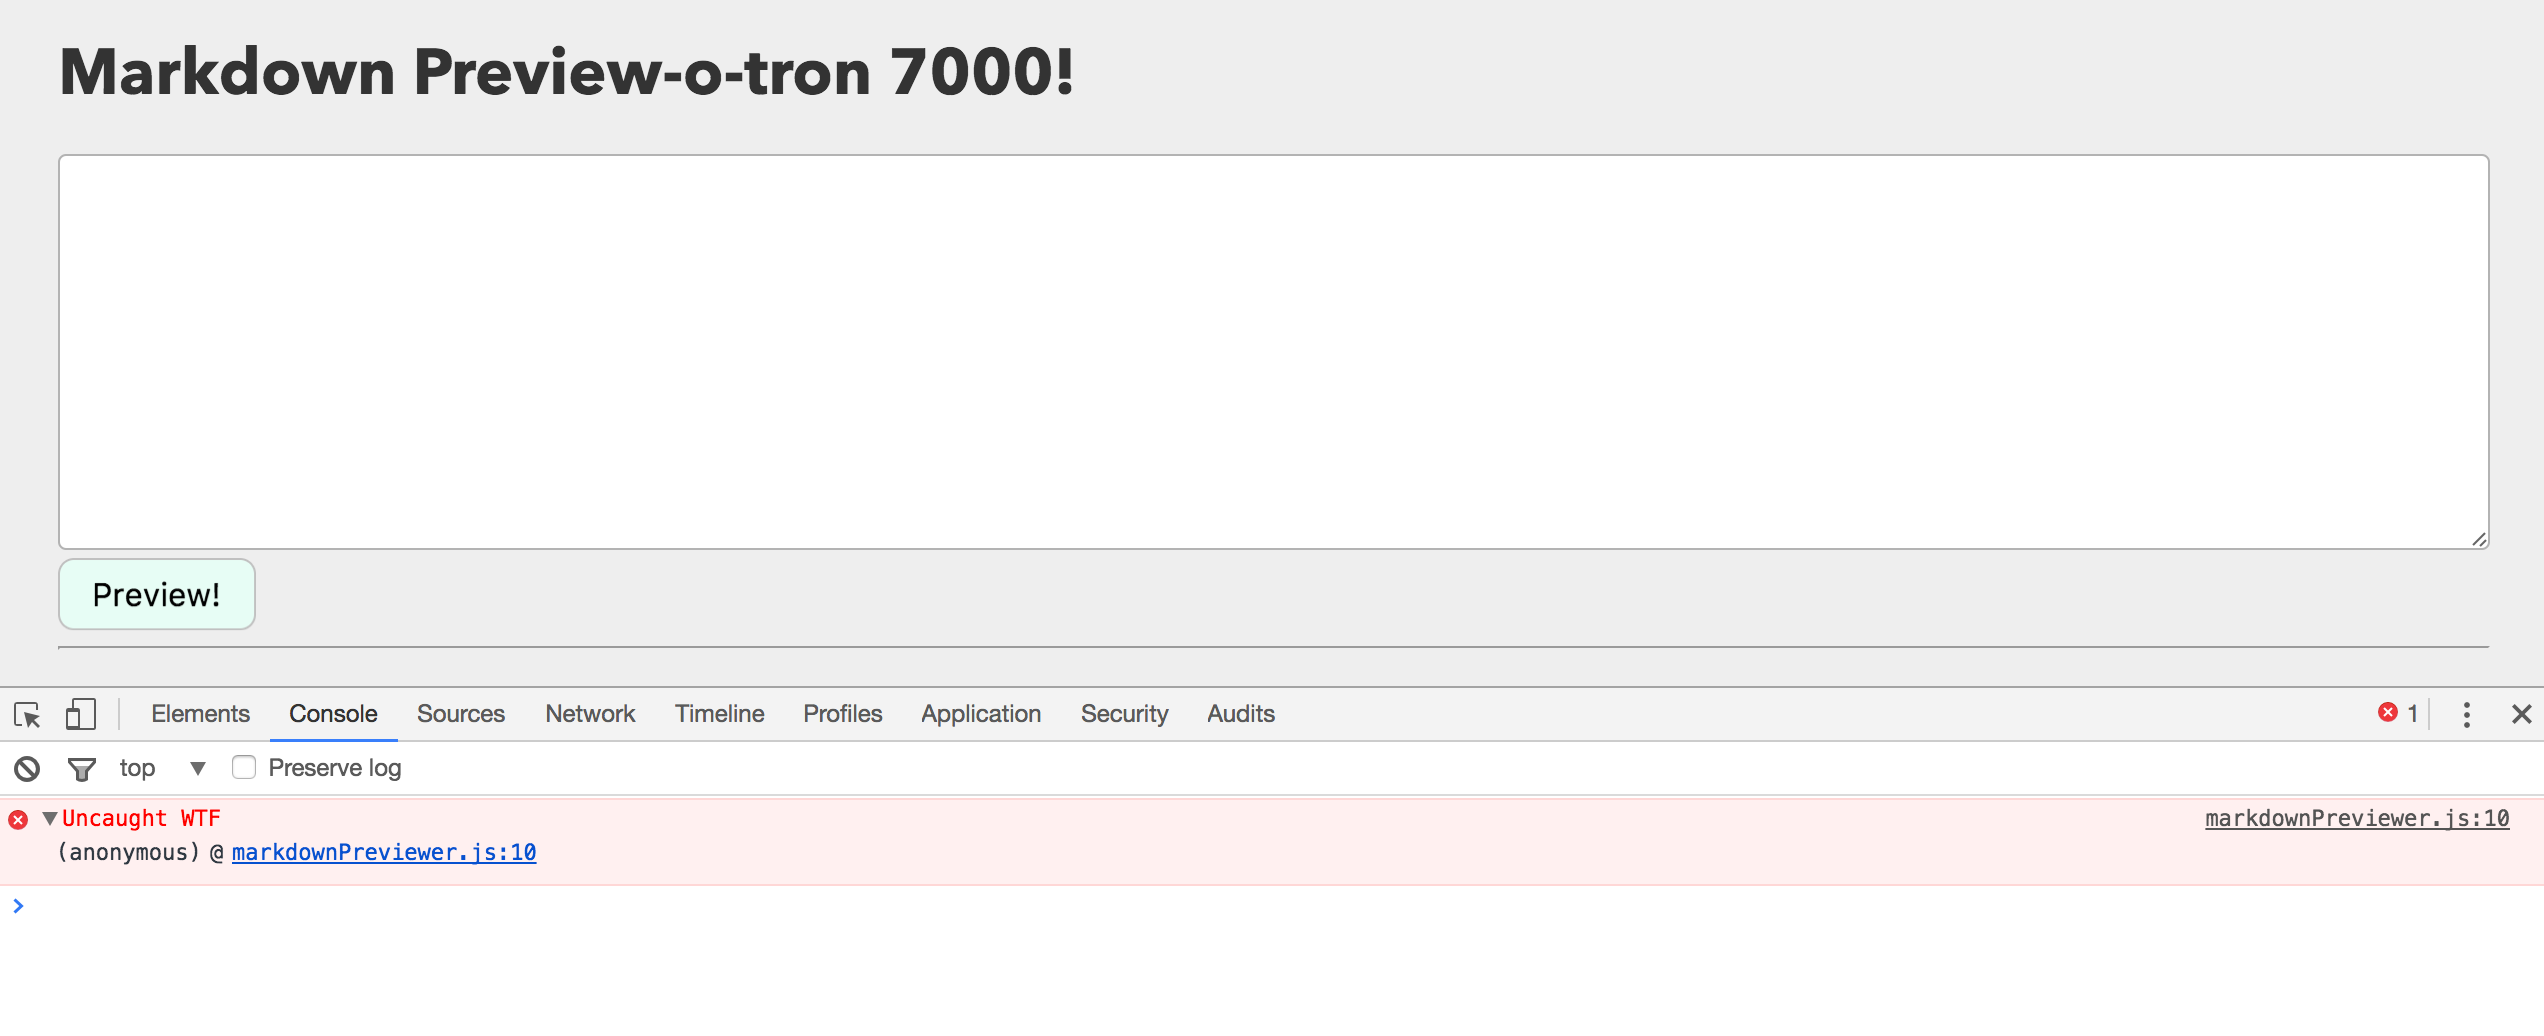 Markdown Preview-o-tron 7000!
Preview!
Elements Console Sources Network Timeline Profiles Application Security Audits 1
top Preserve log
Uncaught WTF markdownPreviewer.js:10
(anonymous) @ markdownPreviewer.js:10